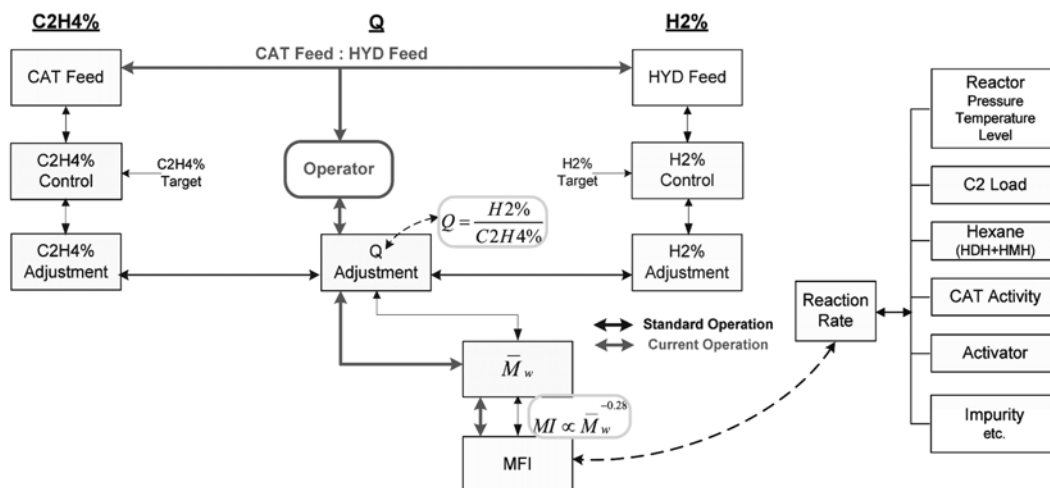 C2H4%
Q
H2%
CAT Feed : HYD Feed
CAT Feed
HYD Feed
Operator
C2H4%
Control
C2H4%
Target
H2%
Target
H2%
Control
Q = H2% / C2H4%
C2H4%
Adjustment
Q
Adjustment
H2%
Adjustment
Standard Operation
Current Operation
M̅w
MI ∝ M̅w^-0.28
MFI
Reaction
Rate
Reactor
Pressure
Temperature
Level
C2 Load
Hexane
(HDH+HMH)
CAT Activity
Activator
Impurity
etc.